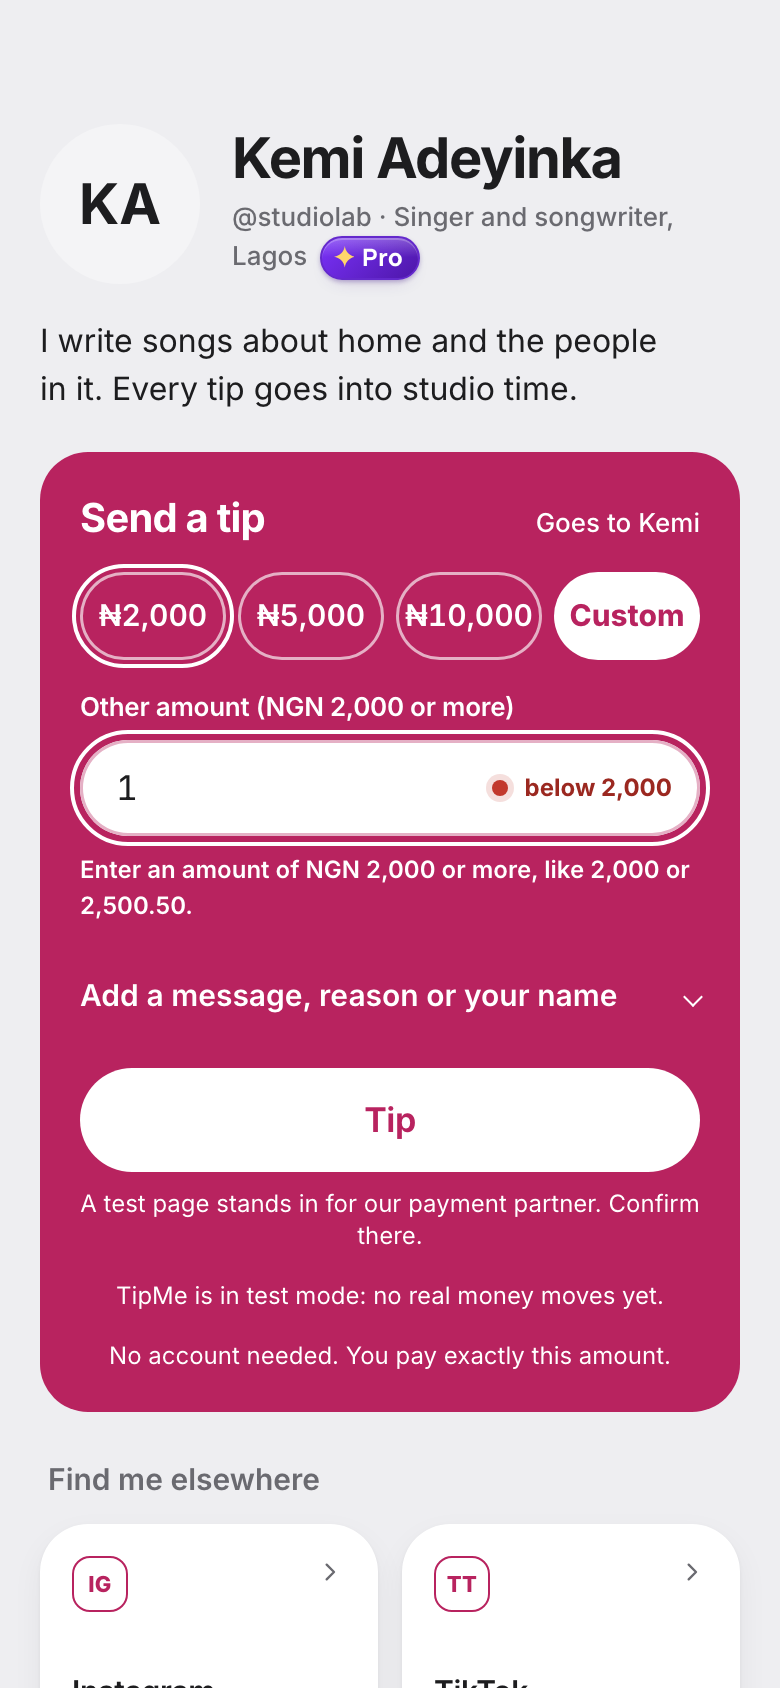 KA
Kemi Adeyinka
@studiolab · Singer and songwriter,
Lagos ✦ Pro
I write songs about home and the people
in it. Every tip goes into studio time.
Send a tip
Goes to Kemi
₦2,000
₦5,000
₦10,000
Custom
Other amount (NGN 2,000 or more)
1
below 2,000
Enter an amount of NGN 2,000 or more, like 2,000 or
2,500.50.
Add a message, reason or your name
Tip
A test page stands in for our payment partner. Confirm
there.
TipMe is in test mode: no real money moves yet.
No account needed. You pay exactly this amount.
Find me elsewhere
IG
TT
Instagram
TikTok